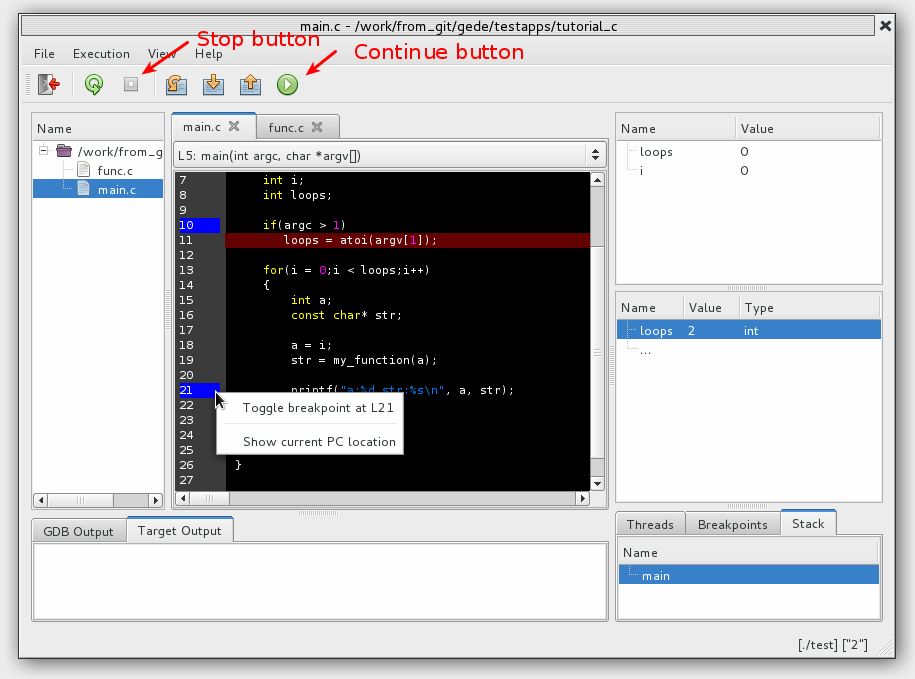 main.c - /work/from_git/gede/testapps/tutorial_c
Stop button
Continue button
File Execution View Help
Name
/work/from_g
func.c
main.c
main.c func.c
L5: main(int argc, char *argv[])
7 int i;
8 int loops;
9
10 if(argc > 1)
11 loops = atoi(argv[1]);
12
13 for(i = 0;i < loops;i++)
14 {
15 int a;
16 const char* str;
17
18 a = i;
19 str = my_function(a);
20
21 printf("a:%d str:%s\n", a, str);
22
23
24
25
26 }
27
Toggle breakpoint at L21
Show current PC location
Name Value
loops 0
i 0
Name Value Type
loops 2 int
...
GDB Output Target Output
Threads Breakpoints Stack
Name
main
[./test] ["2"]